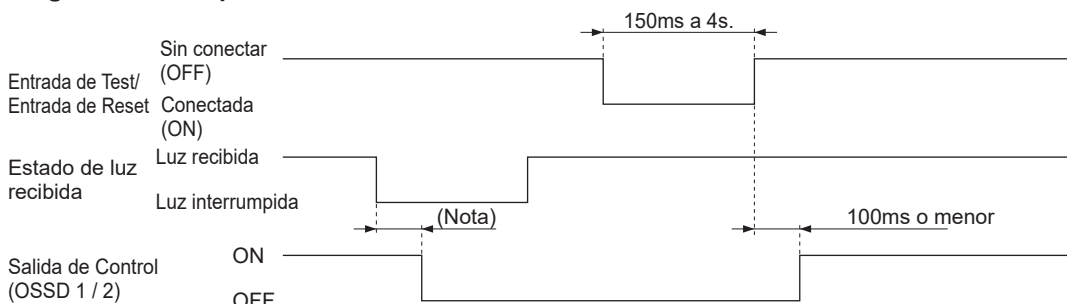 150ms a 4s.
Sin conectar
(OFF)
Entrada de Test/
Entrada de Reset
Conectada
(ON)
Estado de luz
recibida
Luz recibida
Luz interrumpida
(Nota)
100ms o menor
Salida de Control
(OSSD 1 / 2)
ON
OFF